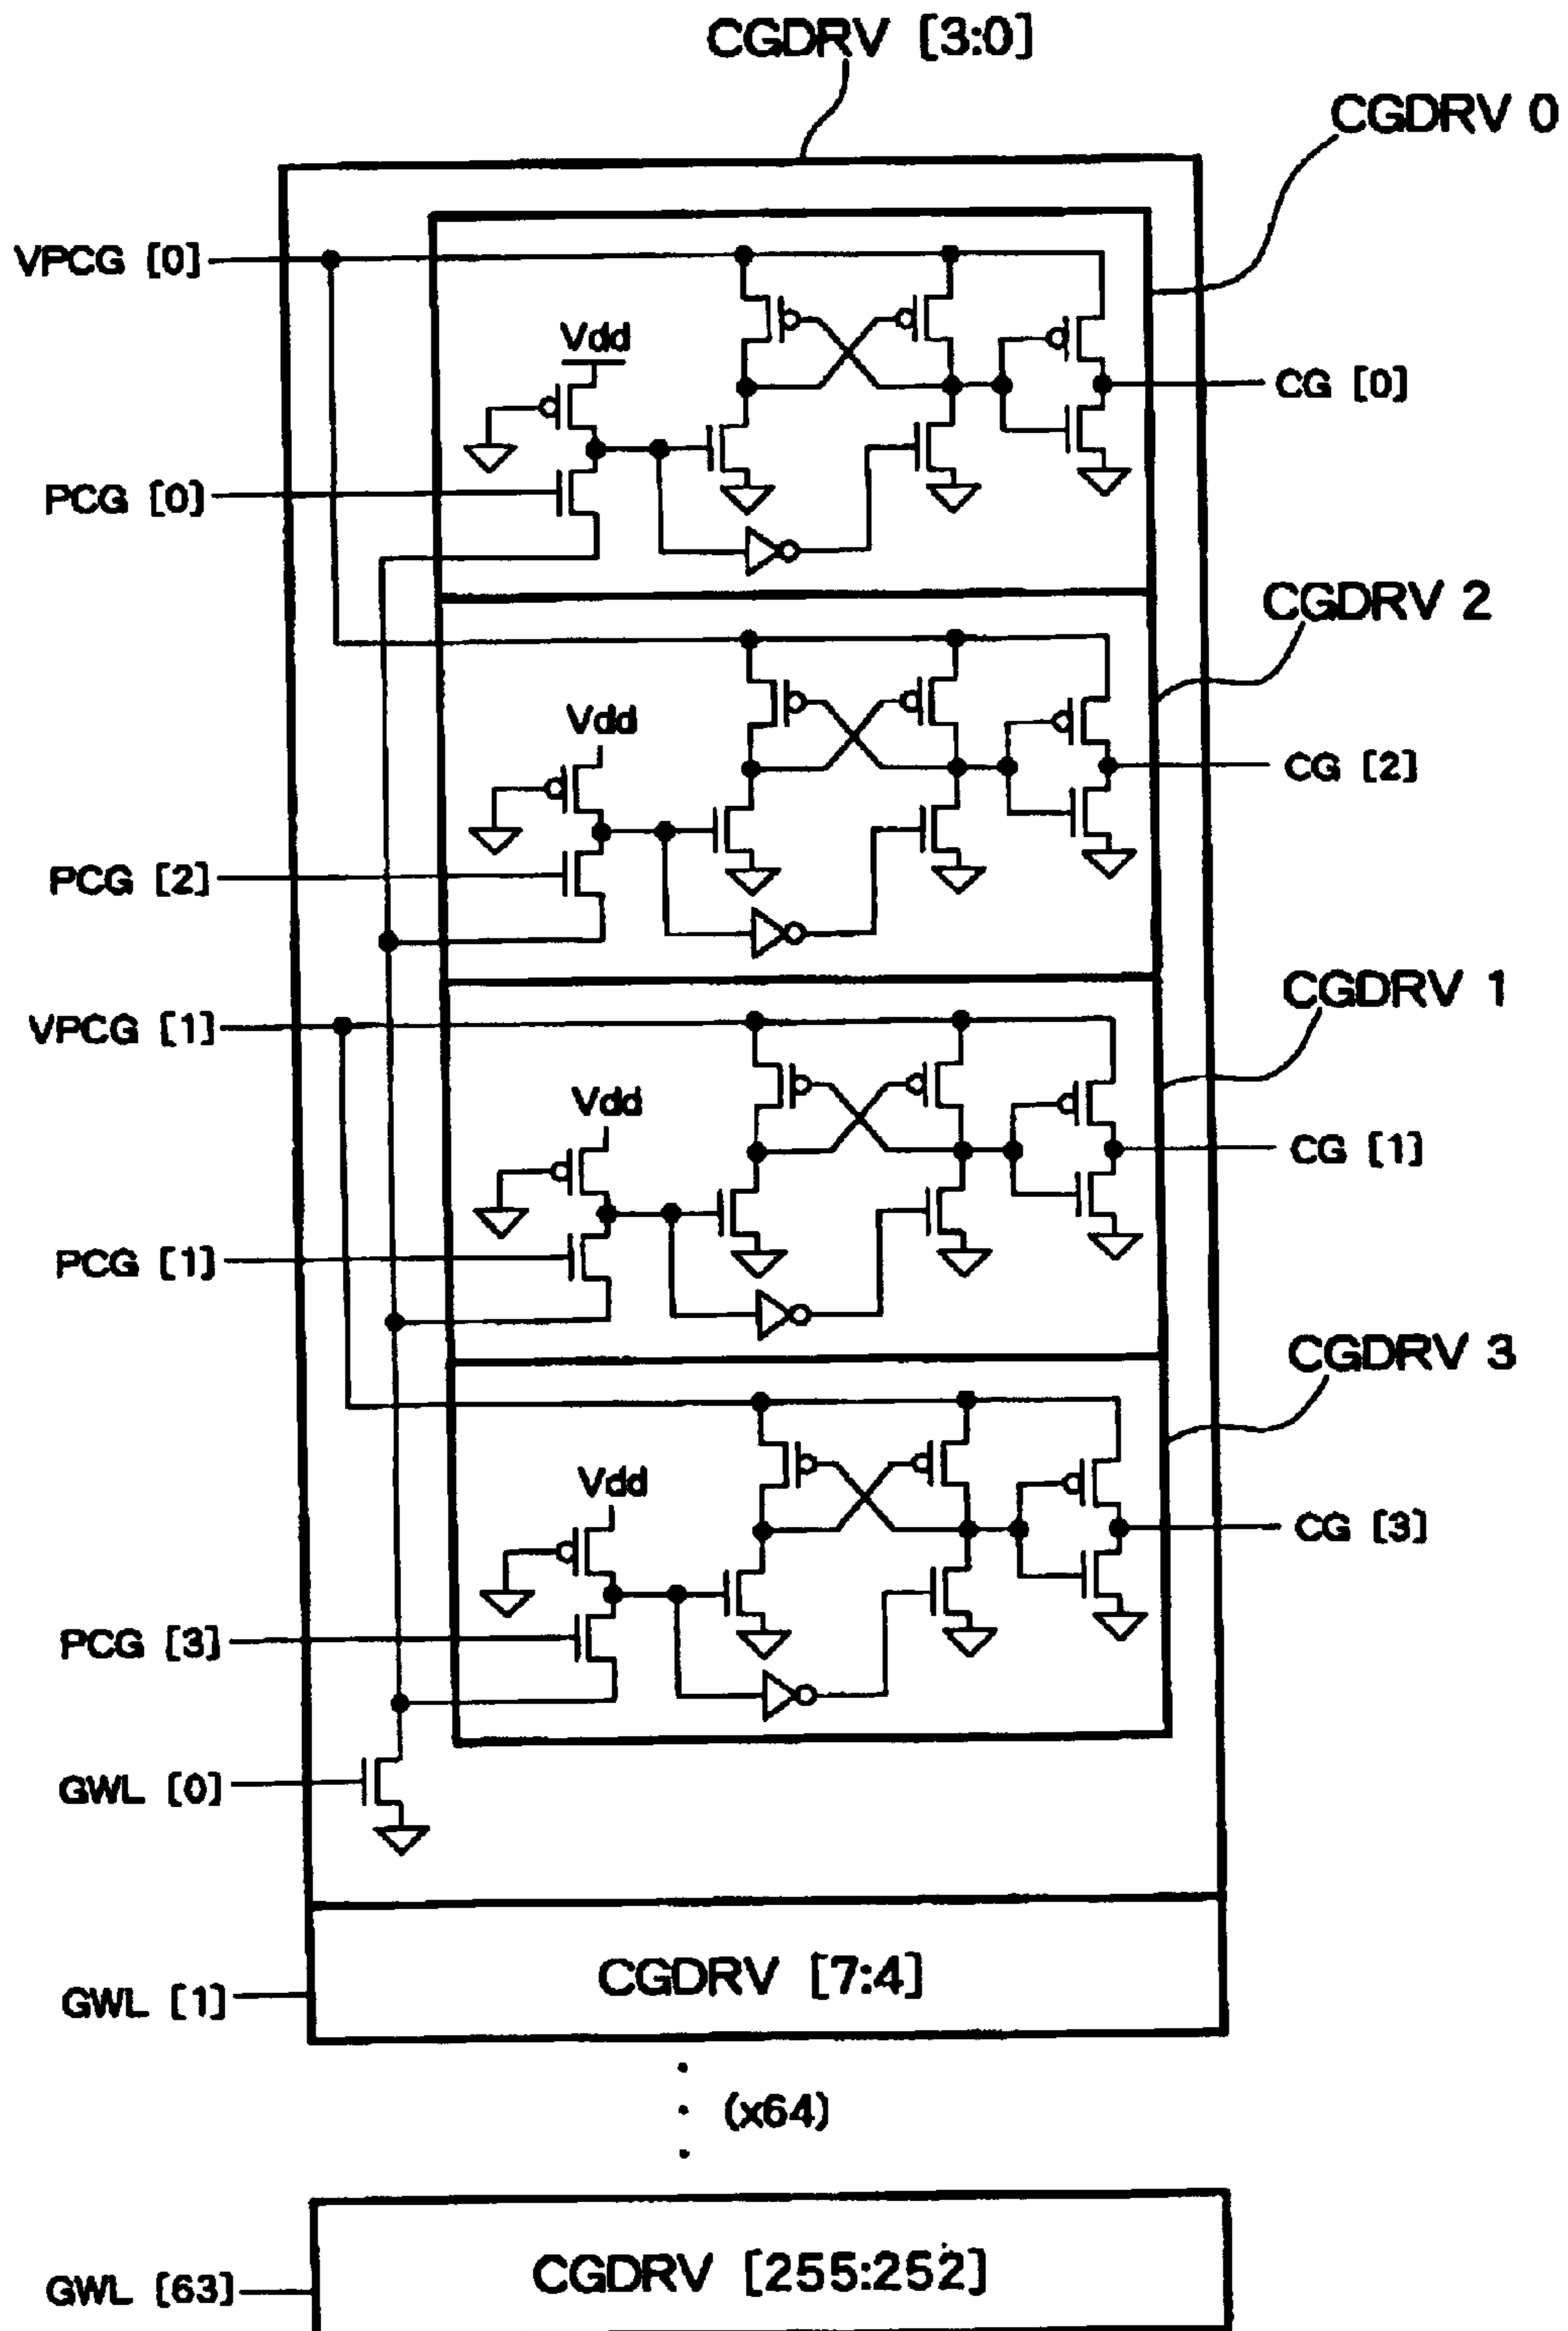 CGDRV [3:0]
CGDRV 0
VPCG [0]
Vdd
CG [0]
PCG [0]
CGDRV 2
Vdd
CG [2]
PCG [2]
CGDRV 1
VPCG [1]
Vdd
CG [1]
PCG [1]
CGDRV 3
Vdd
CG [3]
PCG [3]
GWL [0]
CGDRV [7:4]
GWL [1]
(x64)
CGDRV [255:252]
GWL [63]